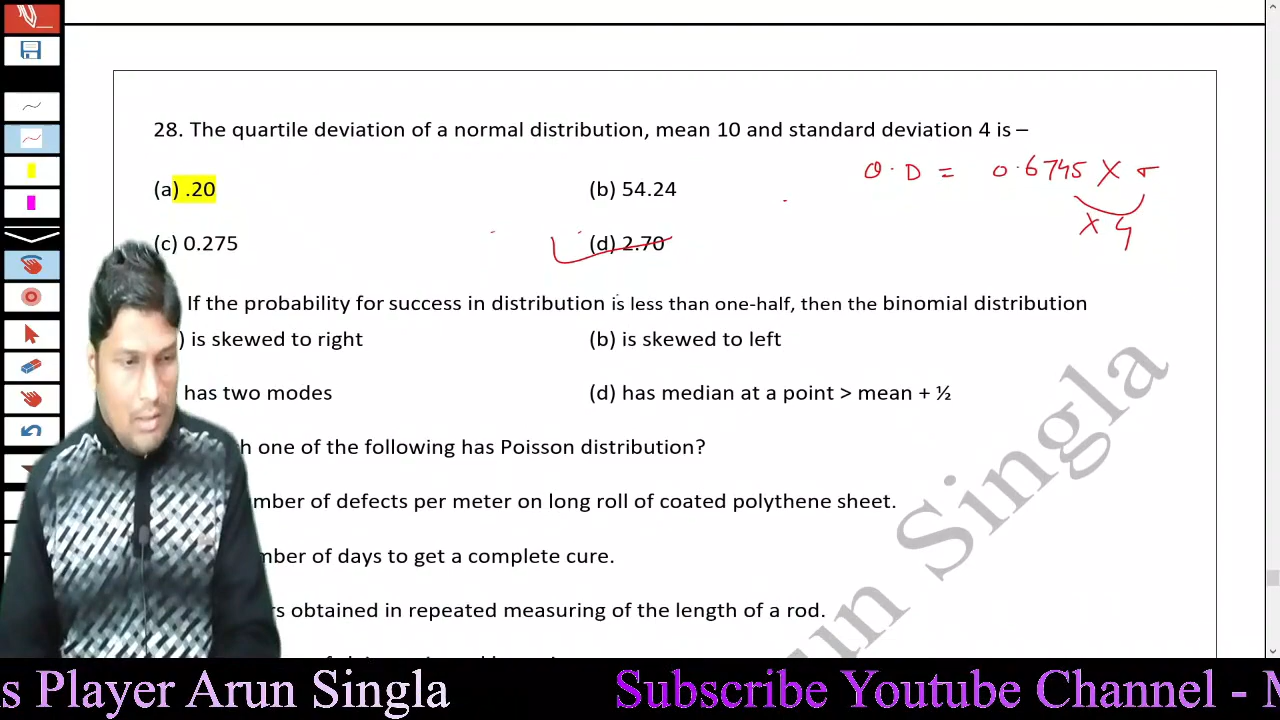 28. The quartile deviation of a normal distribution, mean 10 and standard deviation 4 is –
Q.D = 0.6745 X σ
X 4
(a) .20 (b) 54.24
(c) 0.275 (d) 2.70
If the probability for success in distribution is less than one-half, then the binomial distribution
) is skewed to right (b) is skewed to left
has two modes (d) has median at a point > mean + ½
one of the following has Poisson distribution?
of defects per meter on long roll of coated polythene sheet.
of days to get a complete cure.
obtained in repeated measuring of the length of a rod.
Singla
s Player Arun Singla Subscribe Youtube Channel - M